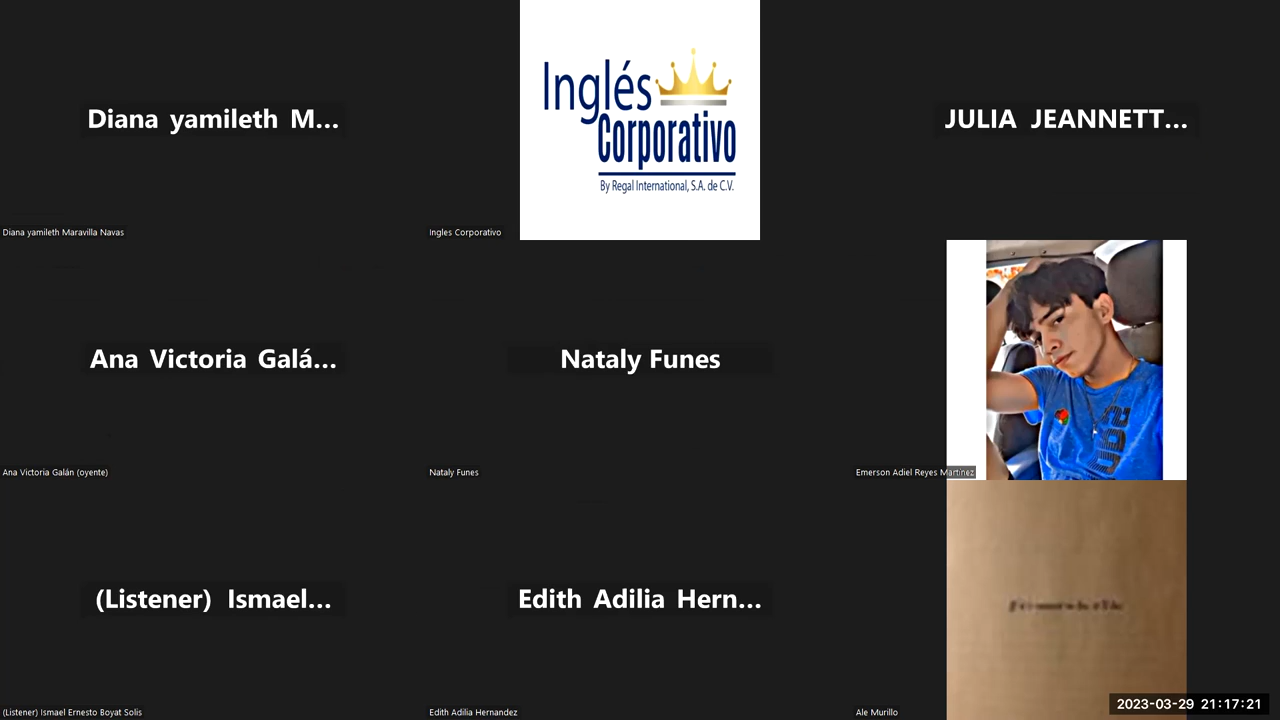 Diana yamileth M...
Diana yamileth Maravilla Navas
Inglés
Corporativo
By Regal International, S.A. de C.V.
Ingles Corporativo
JULIA JEANNETT...
Ana Victoria Galá...
Ana Victoria Galán (oyente)
Nataly Funes
Nataly Funes
Emerson Adiel Reyes Martinez
(Listener) Ismael...
(Listener) Ismael Ernesto Boyat Solis
Edith Adilia Hern...
Edith Adilia Hernandez
Ale Murillo
2023-03-29 21:17:21